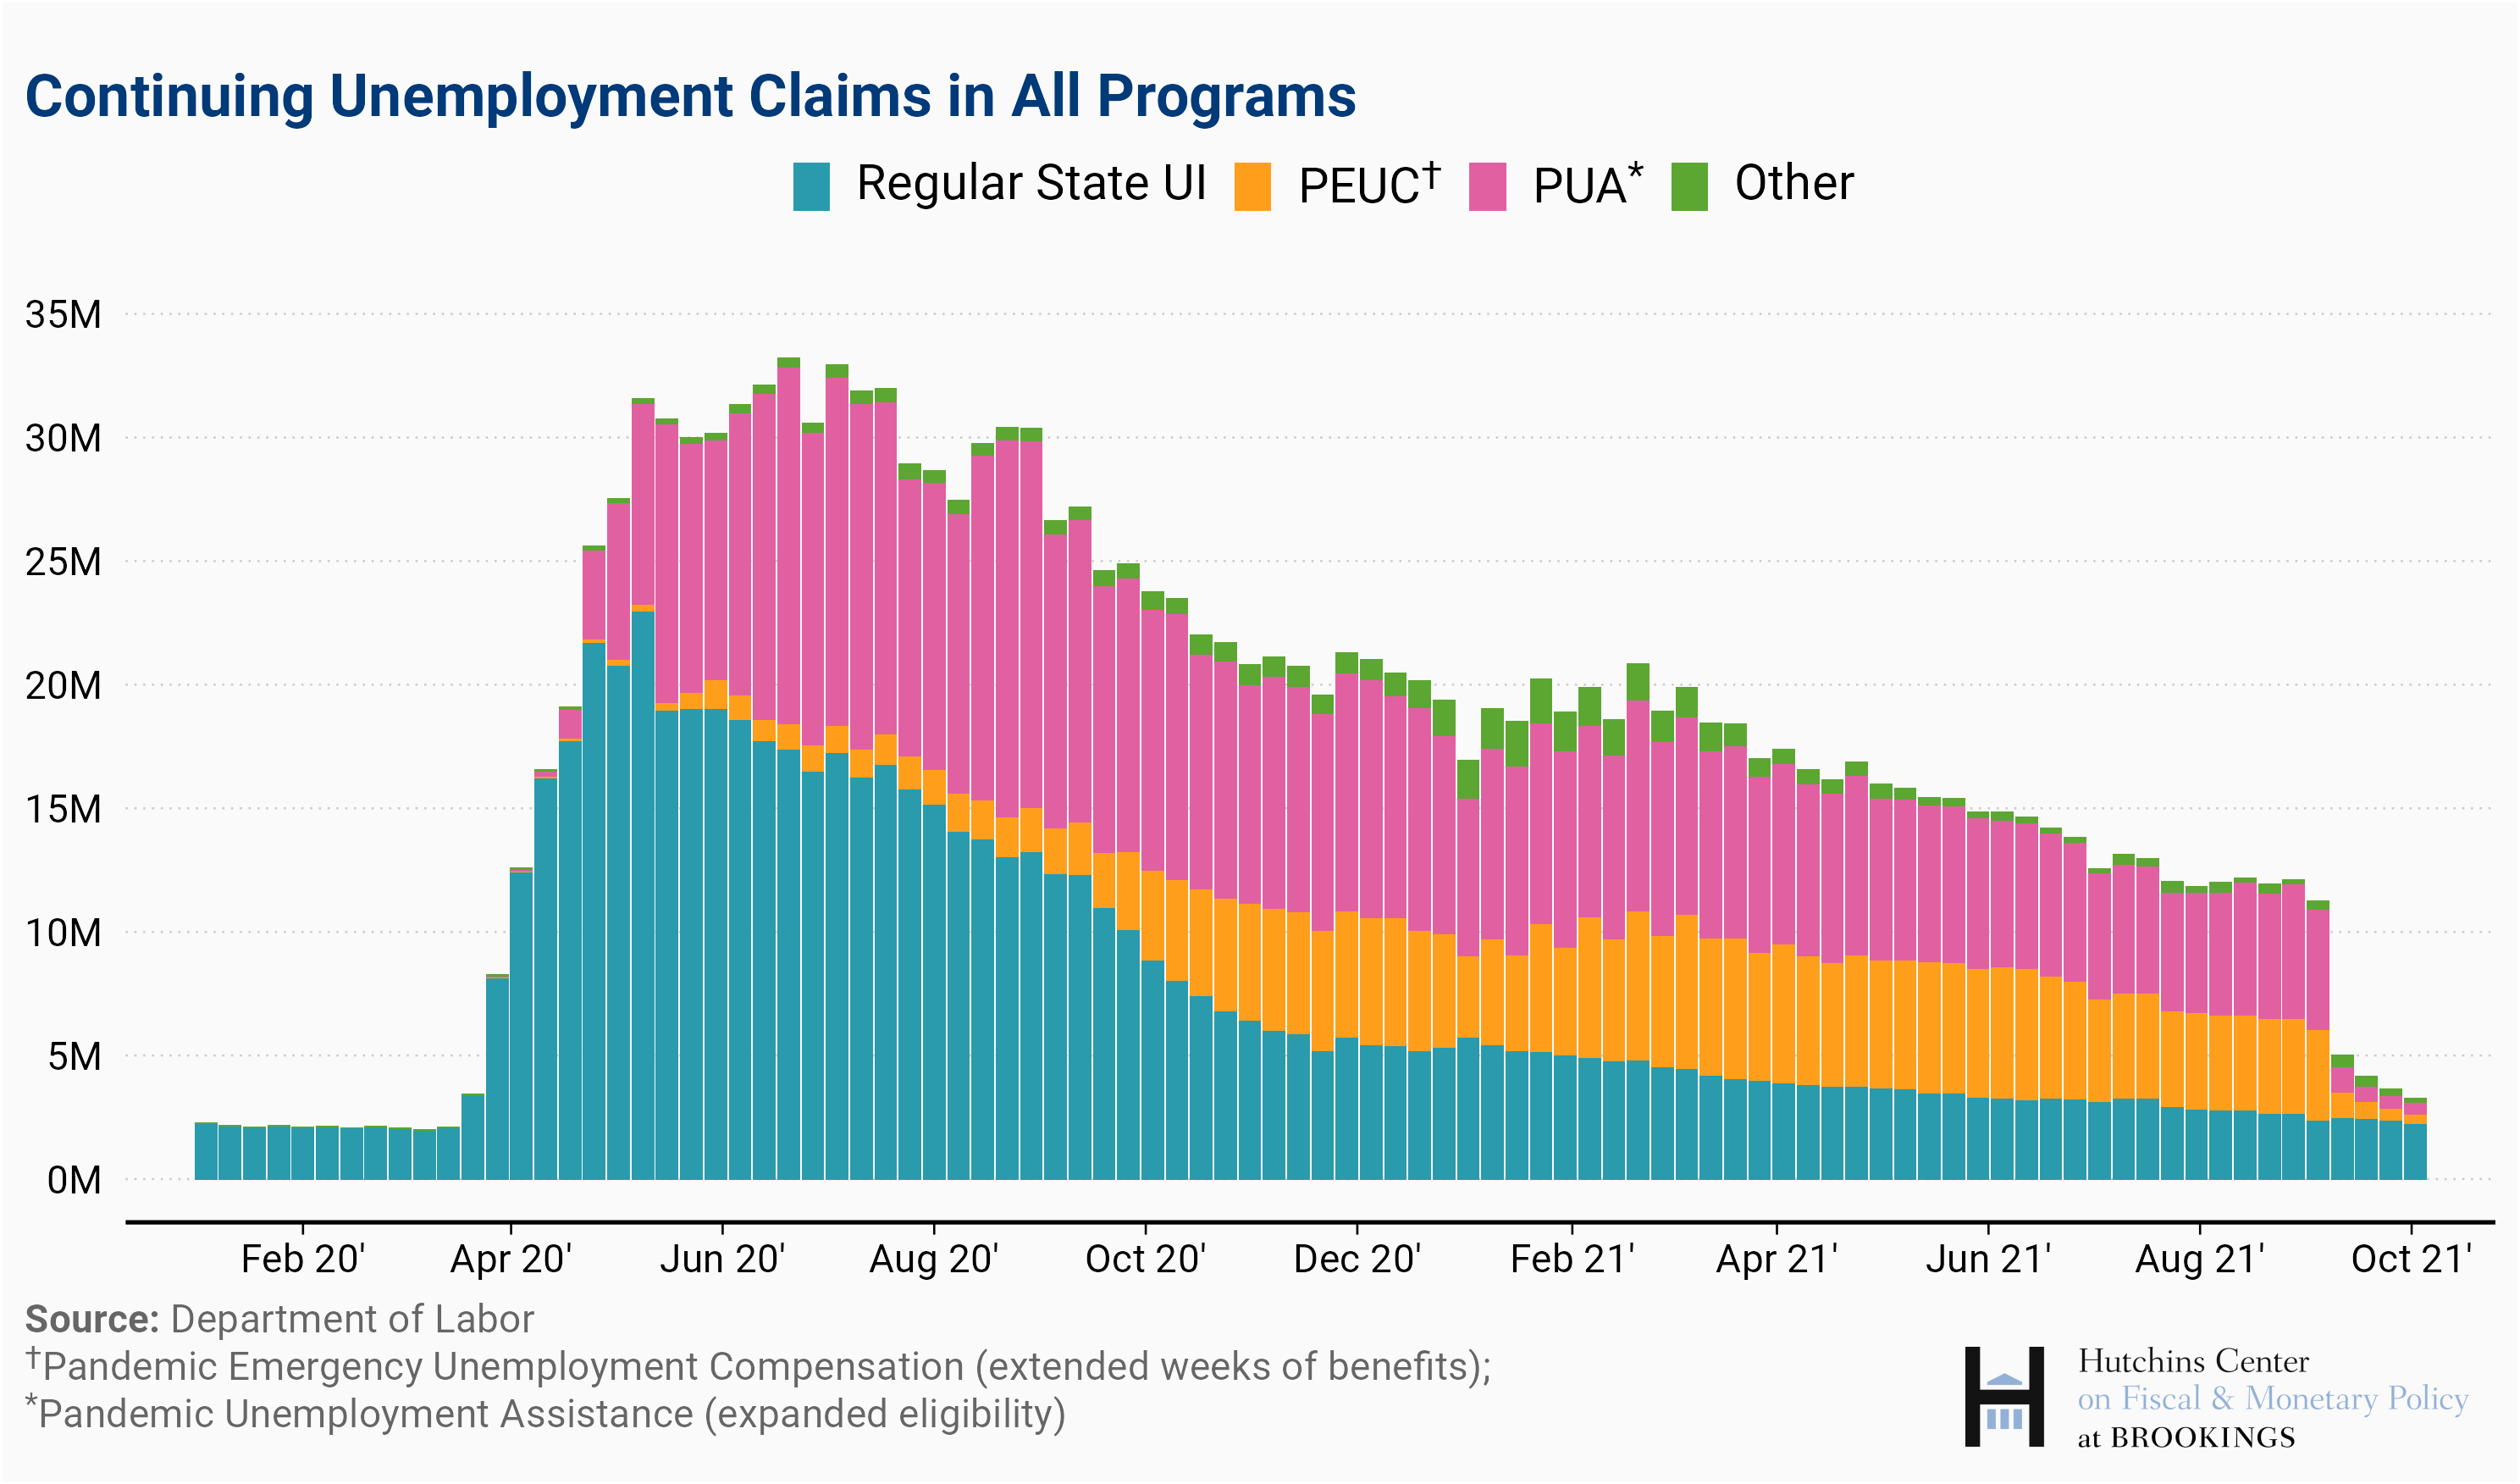 Continuing Unemployment Claims in All Programs
Regular State UI PEUC† PUA* Other
35M
30M
25M
20M
15M
10M
5M
0M
Feb 20' Apr 20' Jun 20' Aug 20' Oct 20' Dec 20' Feb 21' Apr 21' Jun 21' Aug 21' Oct 21'
Source: Department of Labor
†Pandemic Emergency Unemployment Compensation (extended weeks of benefits);
*Pandemic Unemployment Assistance (expanded eligibility)
Hutchins Center
on Fiscal & Monetary Policy
at BROOKINGS